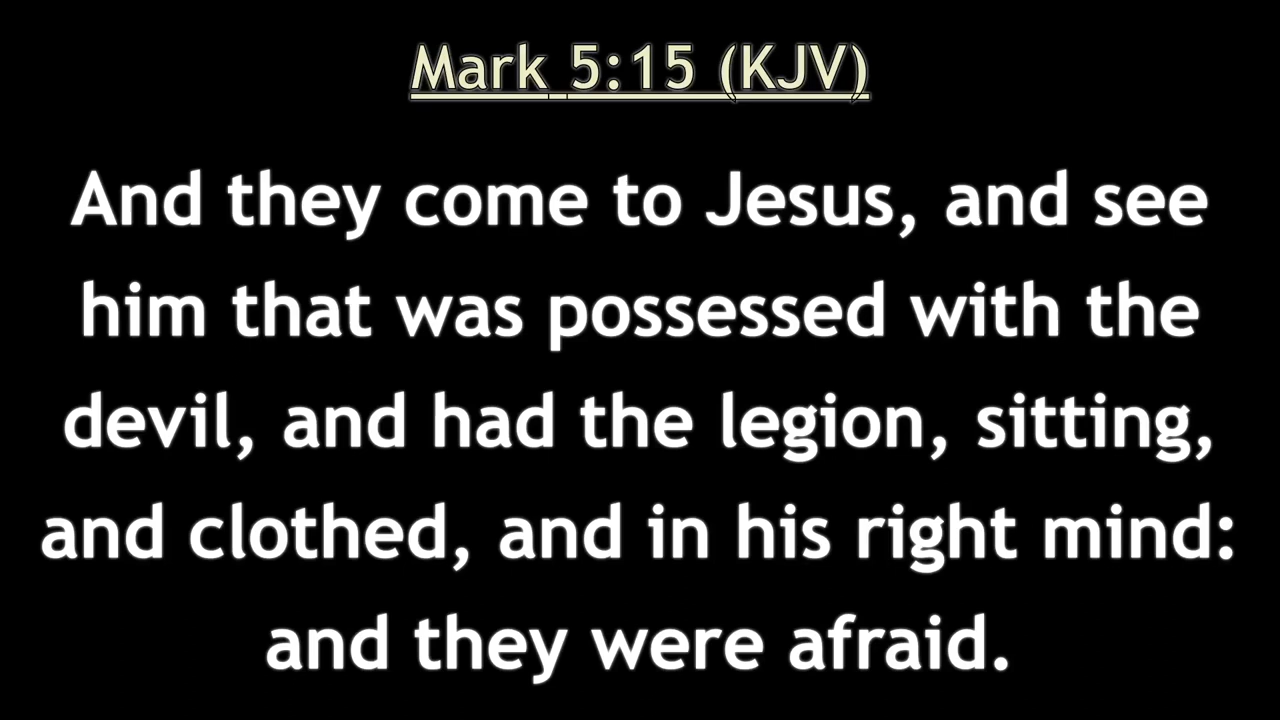 Mark 5:15 (KJV)
And they come to Jesus, and see
him that was possessed with the
devil, and had the legion, sitting,
and clothed, and in his right mind:
and they were afraid.